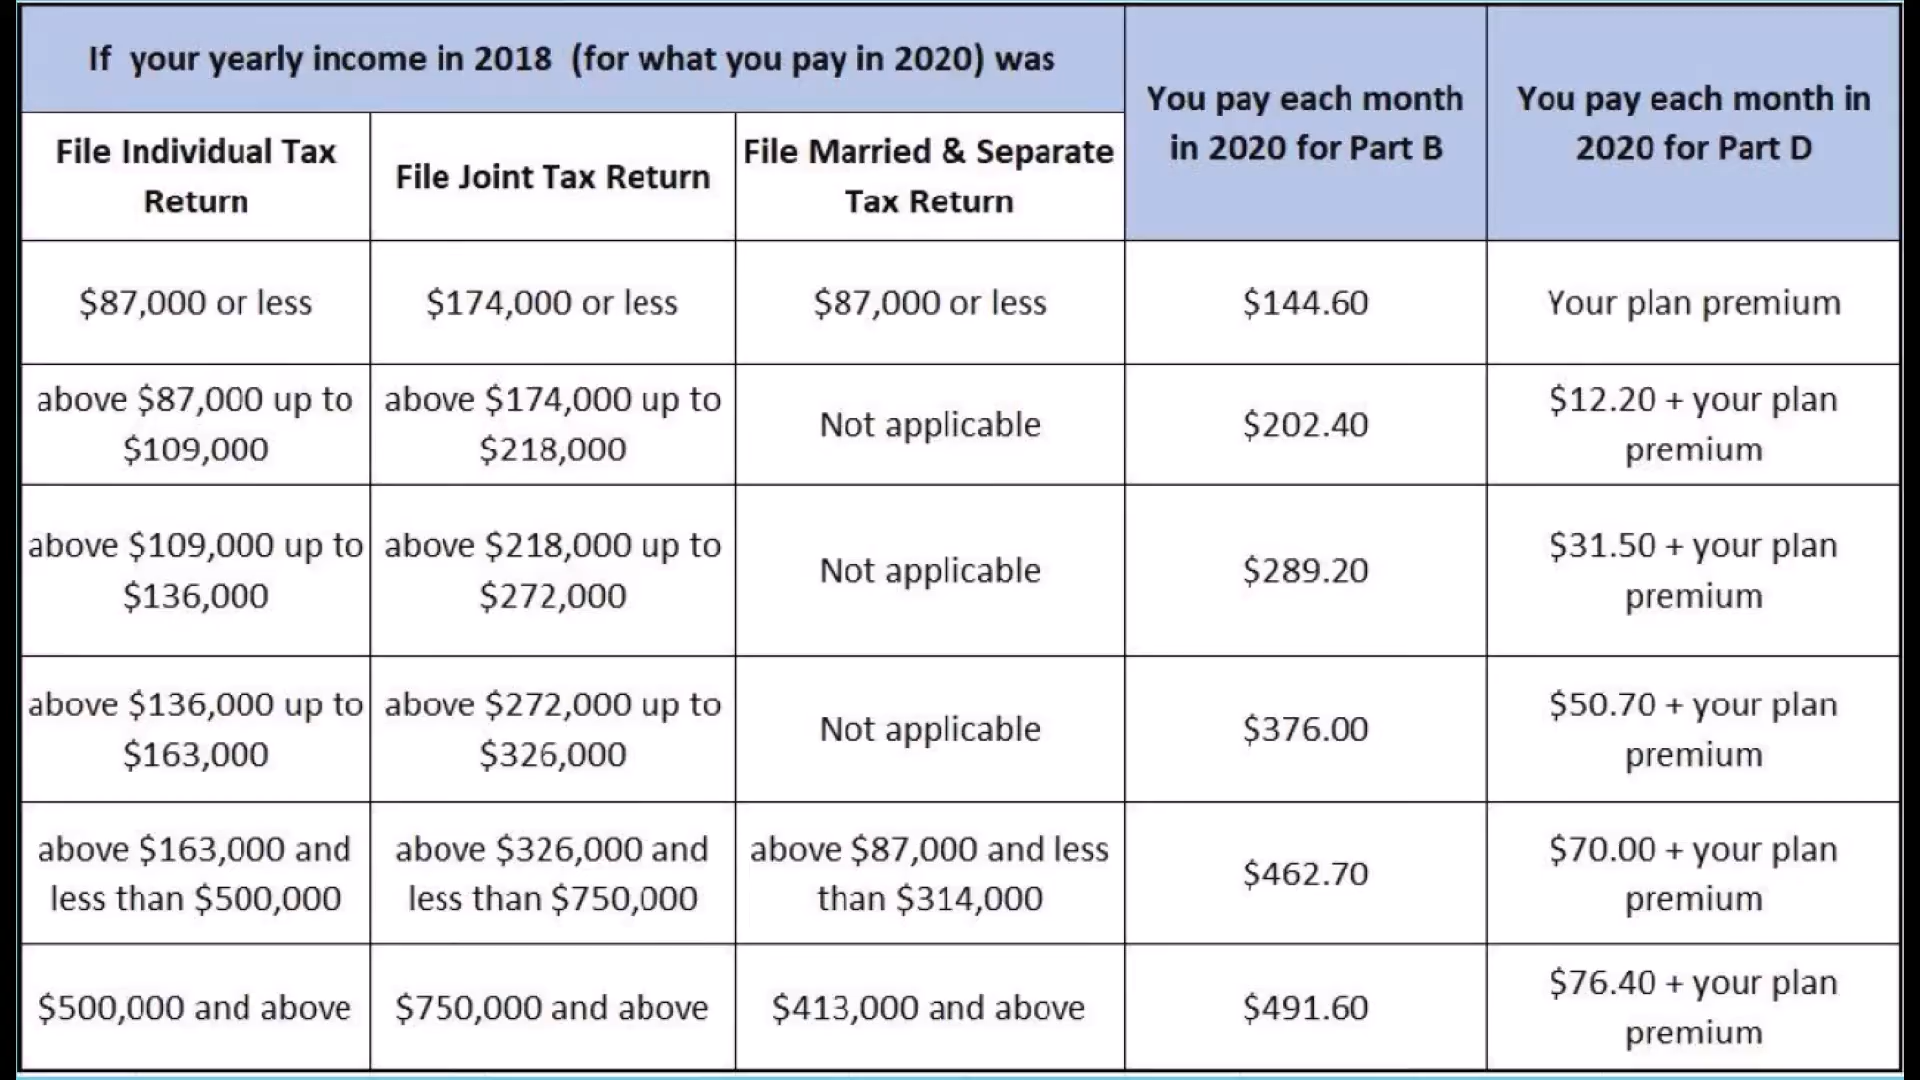 If your yearly income in 2018 (for what you pay in 2020) was
You pay each month
in 2020 for Part B
You pay each month in
2020 for Part D
File Individual Tax
Return
File Joint Tax Return
File Married & Separate
Tax Return
$87,000 or less
$174,000 or less
$87,000 or less
$144.60
Your plan premium
above $87,000 up to
$109,000
above $174,000 up to
$218,000
Not applicable
$202.40
$12.20 + your plan
premium
above $109,000 up to
$136,000
above $218,000 up to
$272,000
Not applicable
$289.20
$31.50 + your plan
premium
above $136,000 up to
$163,000
above $272,000 up to
$326,000
Not applicable
$376.00
$50.70 + your plan
premium
above $163,000 and
less than $500,000
above $326,000 and
less than $750,000
above $87,000 and less
than $314,000
$462.70
$70.00 + your plan
premium
$500,000 and above
$750,000 and above
$413,000 and above
$491.60
$76.40 + your plan
premium